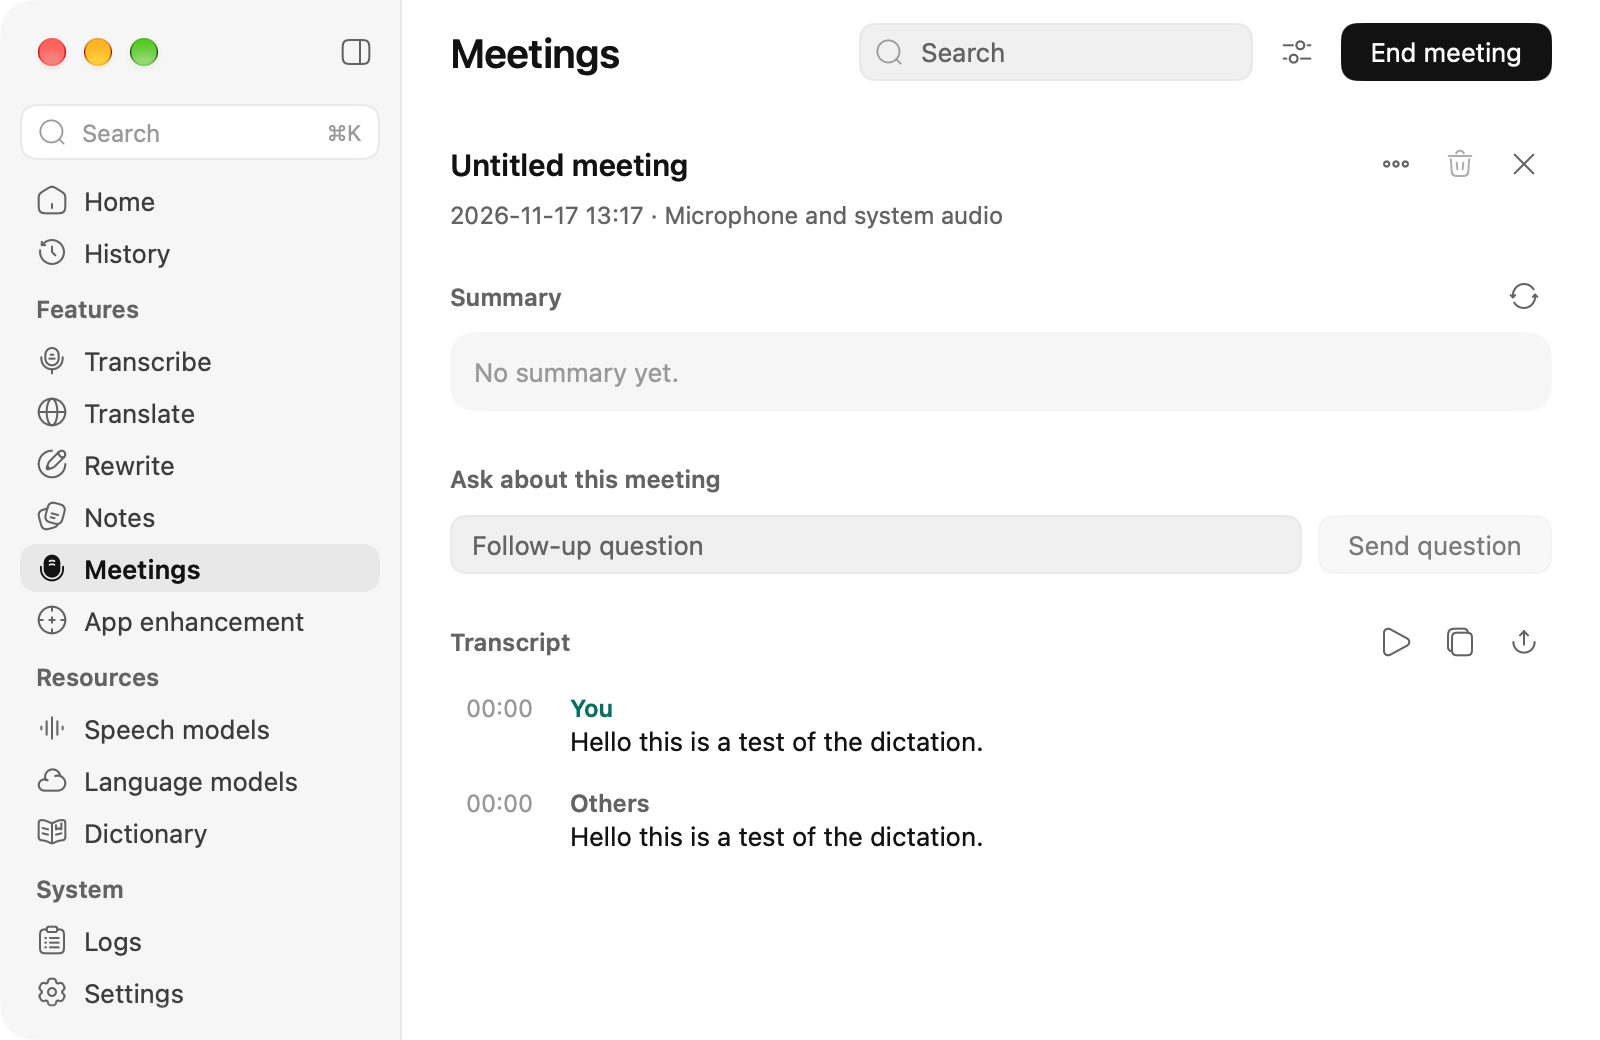 Search ⌘K
Home
History
Features
Transcribe
Translate
Rewrite
Notes
Meetings
App enhancement
Resources
Speech models
Language models
Dictionary
System
Logs
Settings
Meetings
Search
End meeting
Untitled meeting
2026-11-17 13:17 · Microphone and system audio
Summary
No summary yet.
Ask about this meeting
Follow-up question
Send question
Transcript
00:00 You
Hello this is a test of the dictation.
00:00 Others
Hello this is a test of the dictation.